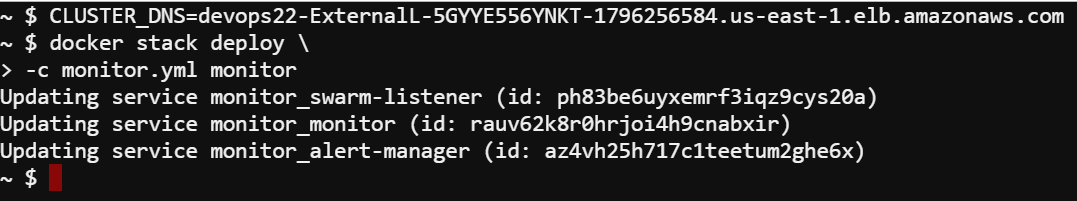 ~ $ CLUSTER_DNS=devops22-ExternalL-5GYYE556YNKT-1796256584.us-east-1.elb.amazonaws.com
~ $ docker stack deploy \
> -c monitor.yml monitor
Updating service monitor_swarm-listener (id: ph83be6uyxemrf3iqz9cys20a)
Updating service monitor_monitor (id: rauv62k8r0hrjoi4h9cnabxir)
Updating service monitor_alert-manager (id: az4vh25h717c1teetum2ghe6x)
~ $